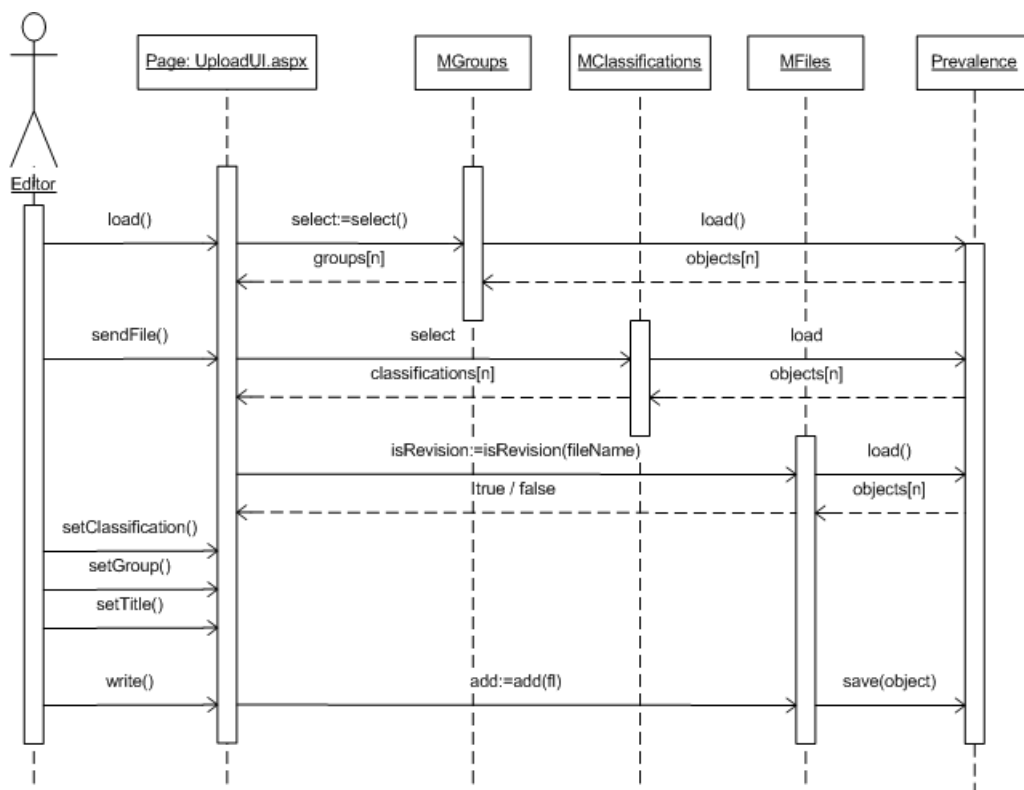 Page: UploadUI.aspx
MGroups
MClassifications
MFiles
Prevalence
Editor
load()
select:=select()
load()
groups[n]
objects[n]
sendFile()
select
load
classifications[n]
objects[n]
isRevision:=isRevision(fileName)
load()
true / false
objects[n]
setClassification()
setGroup()
setTitle()
write()
add:=add(fl)
save(object)